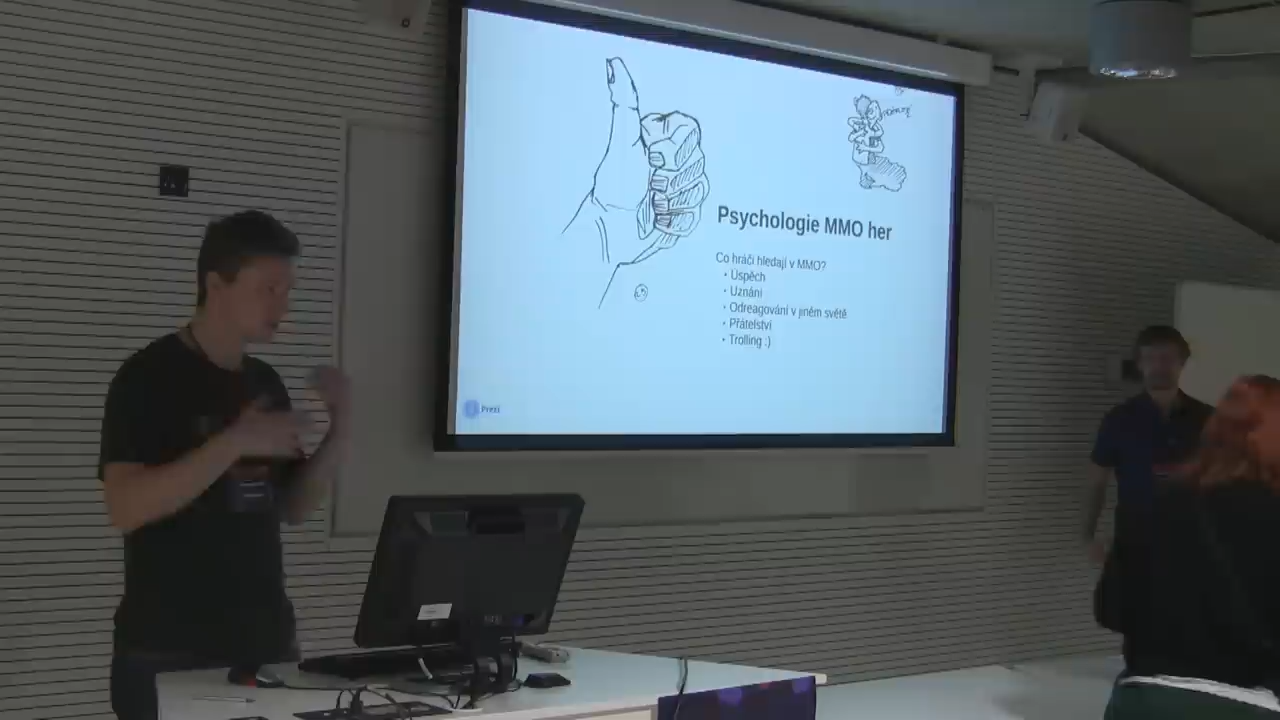 Psychologie MMO her
Co hráči hledají v MMO?
• Úspěch
• Uznání
• Odreagování v jiném světě
• Přátelství
• Trolling :)
Prezi